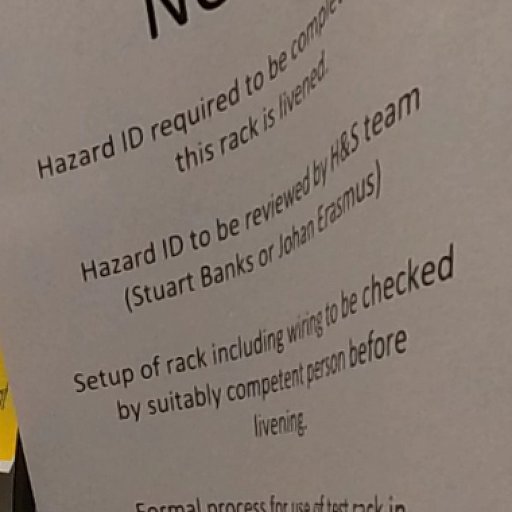 Hazard ID required to be
this rack is livened.
Hazard ID to be reviewed by H&S team
(Stuart Banks or Johan Erasmus)
Setup of rack including wiring to be checked
by suitably competent person before
livening.
Formal process for use of test rack in